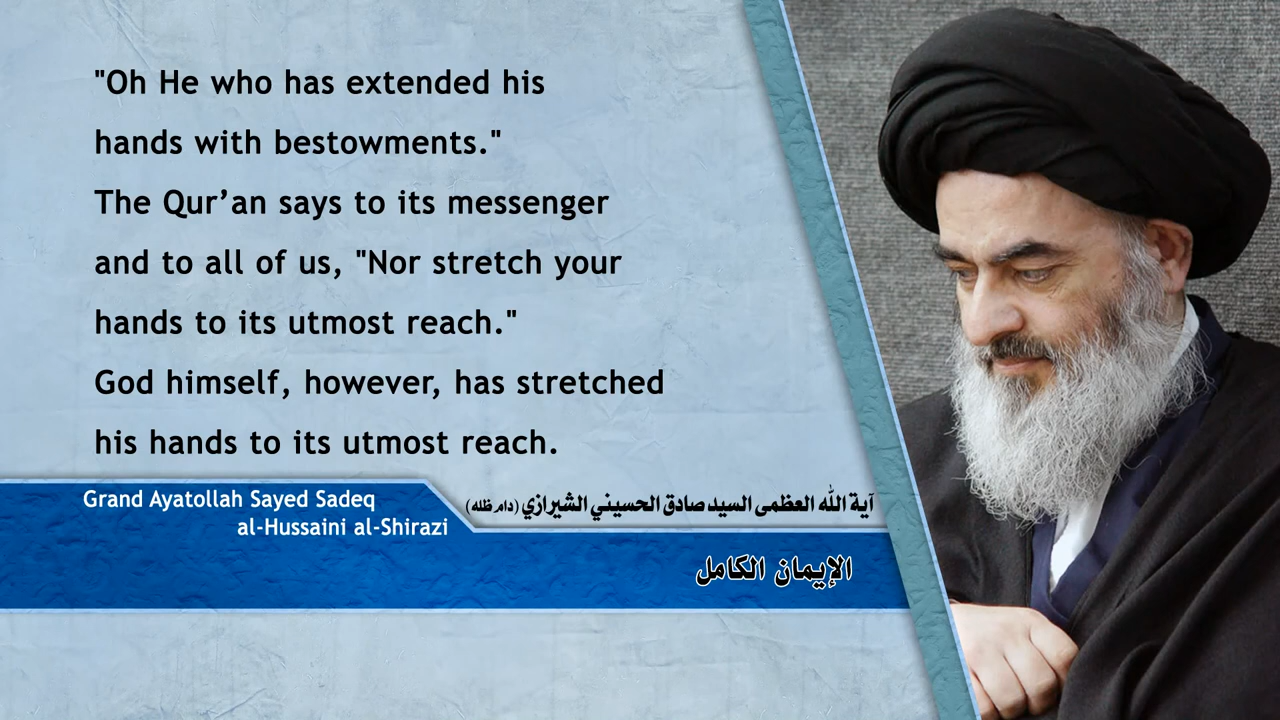 "Oh He who has extended his
hands with bestowments."
The Qur’an says to its messenger
and to all of us, "Nor stretch your
hands to its utmost reach."
God himself, however, has stretched
his hands to its utmost reach.
Grand Ayatollah Sayed Sadeq
al-Hussaini al-Shirazi
آية الله العظمى السيد صادق الحسيني الشيرازي (دام ظله)
الإيمان الكامل